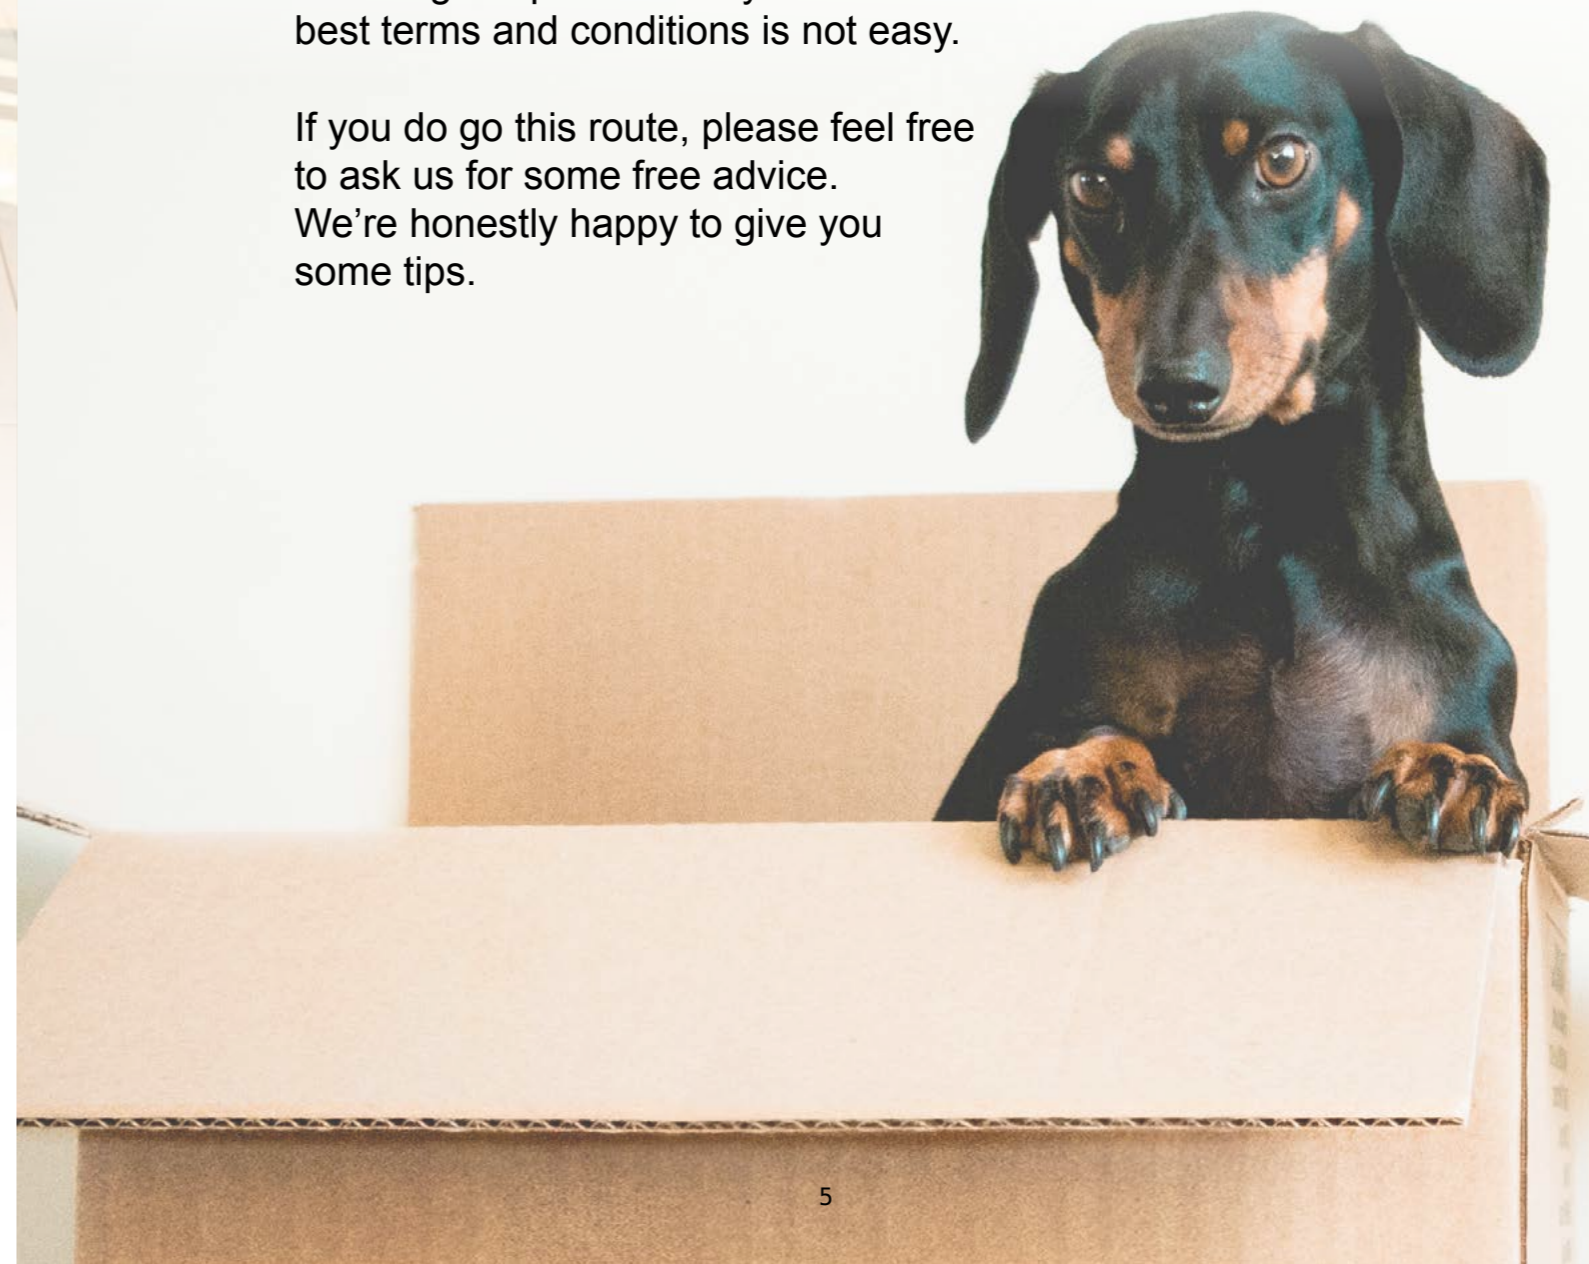 best terms and conditions is not easy.
If you do go this route, please feel free
to ask us for some free advice.
We’re honestly happy to give you
some tips.
5